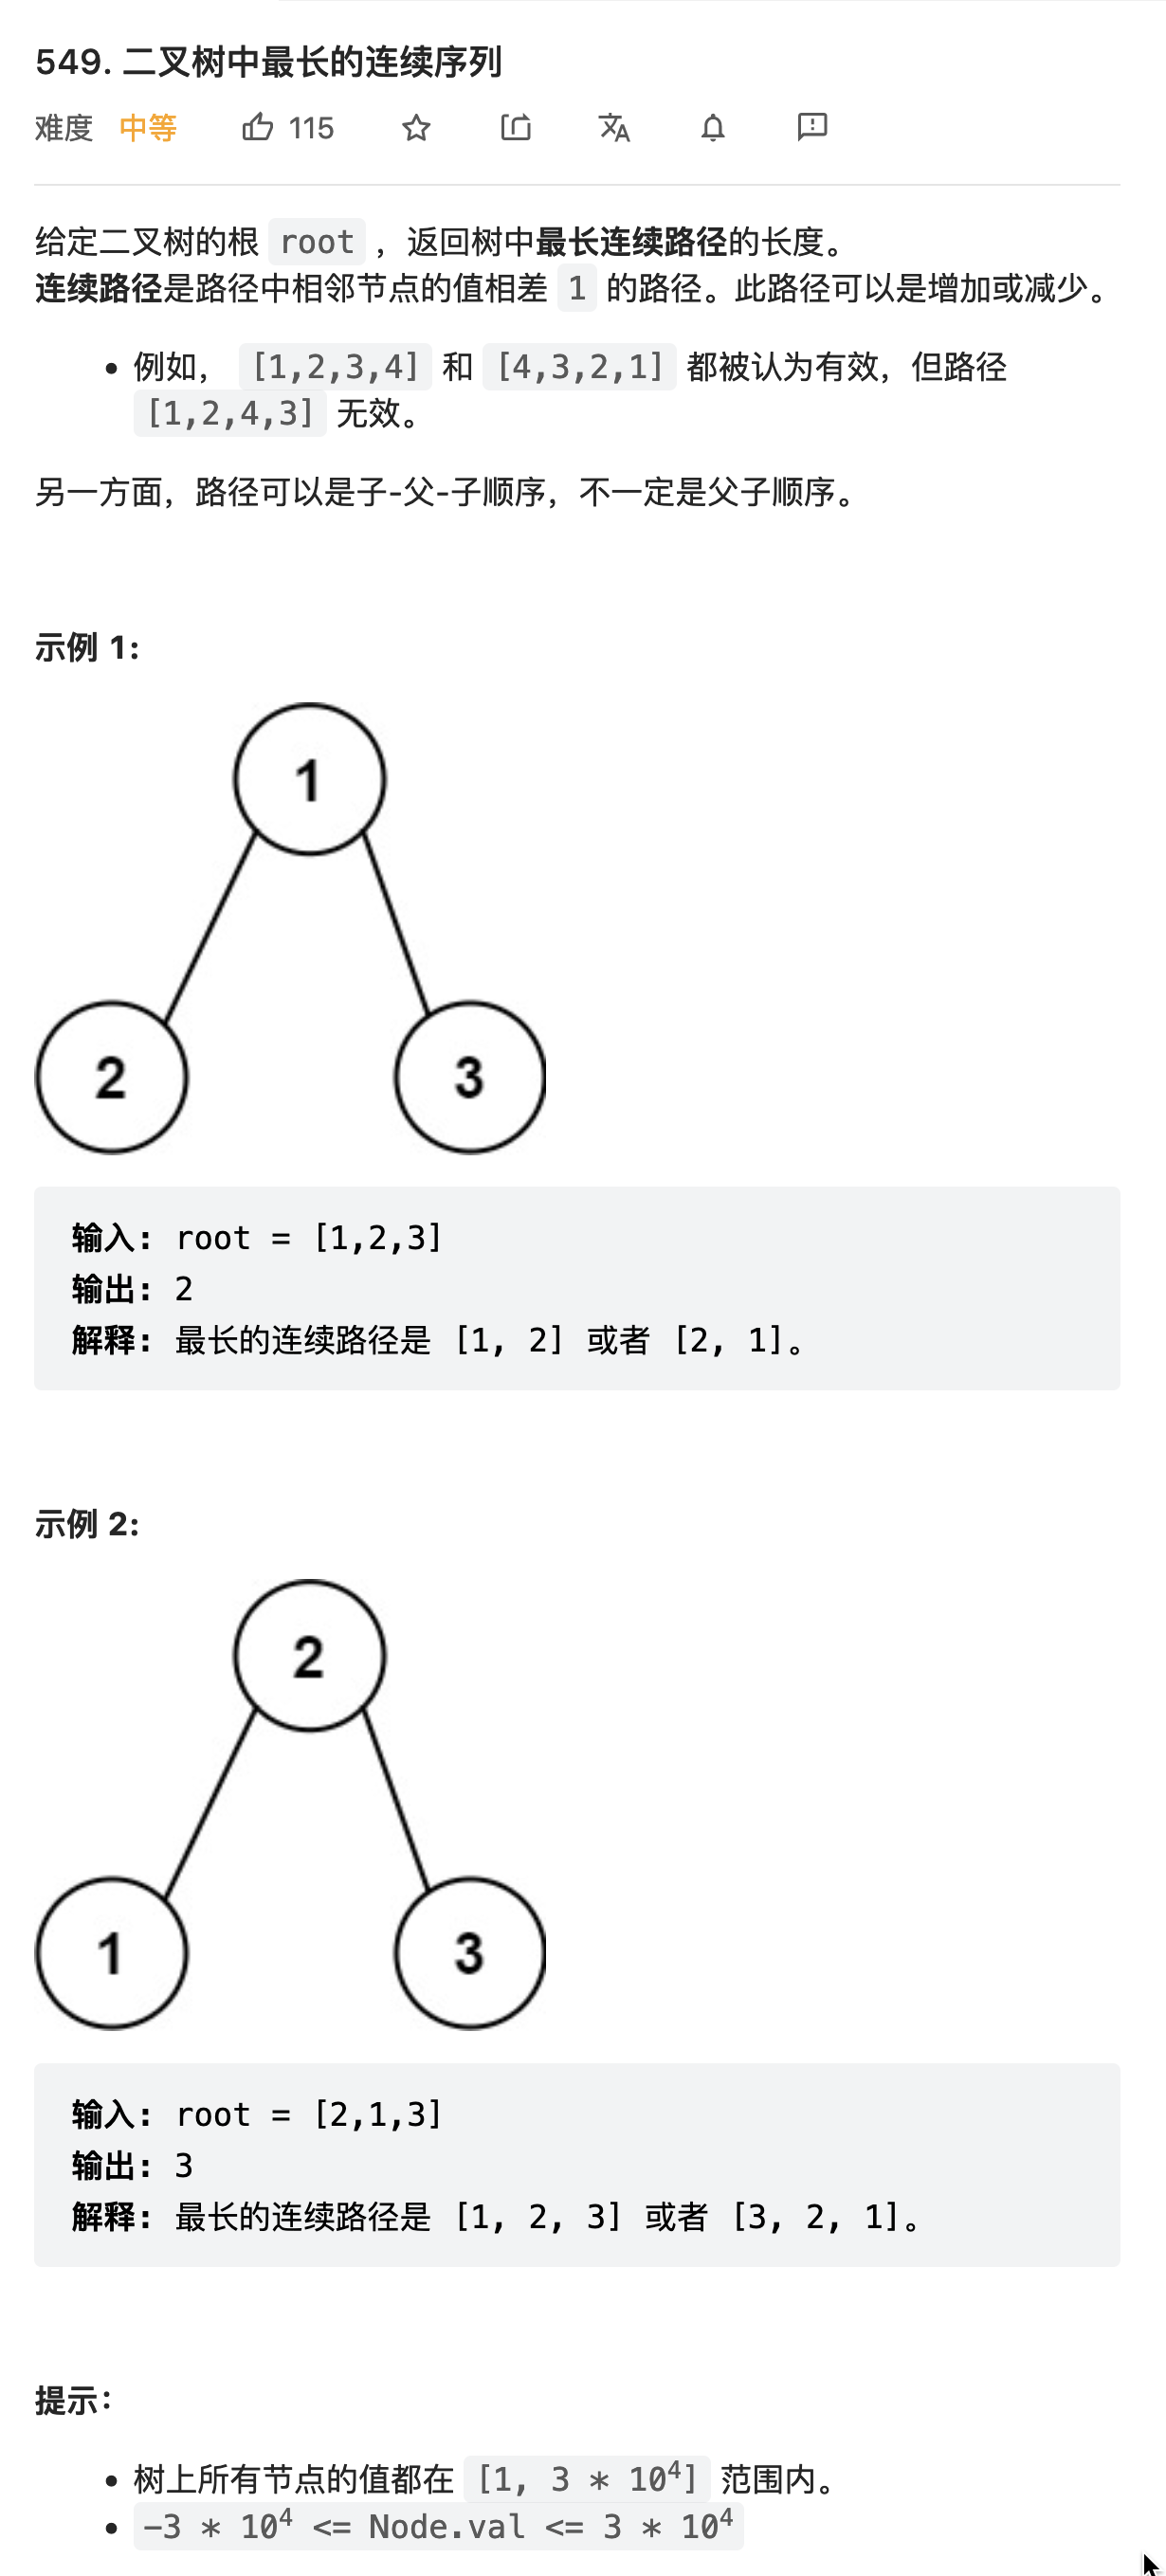 549. 二叉树中最长的连续序列
难度 中等 115
给定二叉树的根 root ，返回树中最长连续路径的长度。
连续路径是路径中相邻节点的值相差 1 的路径。此路径可以是增加或减少。
• 例如， [1,2,3,4] 和 [4,3,2,1] 都被认为有效，但路径
[1,2,4,3] 无效。
另一方面，路径可以是子-父-子顺序，不一定是父子顺序。
示例 1:
1
2 3
输入: root = [1,2,3]
输出: 2
解释: 最长的连续路径是 [1, 2] 或者 [2, 1]。
示例 2:
2
1 3
输入: root = [2,1,3]
输出: 3
解释: 最长的连续路径是 [1, 2, 3] 或者 [3, 2, 1]。
提示：
• 树上所有节点的值都在 [1, 3 * 10⁴] 范围内。
• -3 * 10⁴ <= Node.val <= 3 * 10⁴